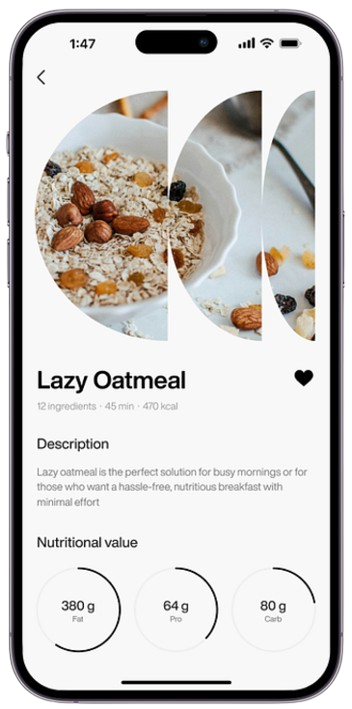 1:47
Lazy Oatmeal
12 ingredients · 45 min · 470 kcal
Description
Lazy oatmeal is the perfect solution for busy mornings or for
those who want a hassle-free, nutritious breakfast with
minimal effort
Nutritional value
380 g
Fat
64 g
Pro
80 g
Carb